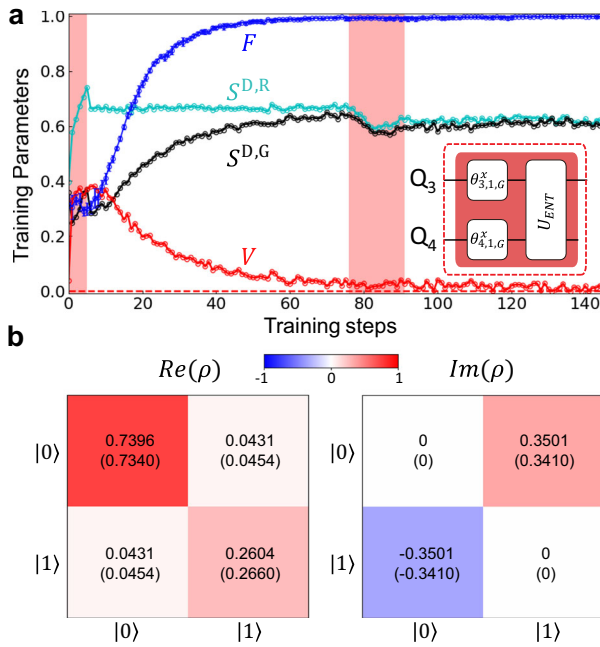 a
Training Parameters
1.0
0.8
0.6
0.4
0.2
0.0
F
S^{D,R}
S^{D,G}
V
Q_3 θ^x_{3,1,G}
Q_4 θ^x_{4,1,G}
U_{ENT}
0 20 40 60 80 100 120 140
Training steps
b
Re(ρ) -1 0 1 Im(ρ)
|0⟩ 0.7396 0.0431 |0⟩ 0 0.3501
(0.7340) (0.0454) (0) (0.3410)
|1⟩ 0.0431 0.2604 |1⟩ -0.3501 0
(0.0454) (0.2660) (-0.3410) (0)
|0⟩ |1⟩ |0⟩ |1⟩